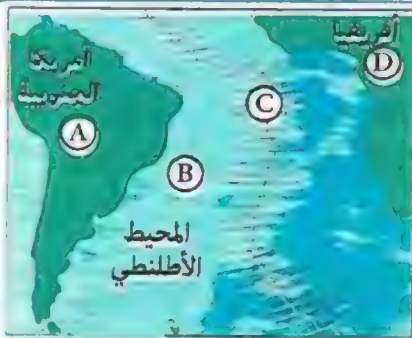 أفريقيا
أمريكا
الجنوبية
D
C
A
B
المحيط
الأطلنطي